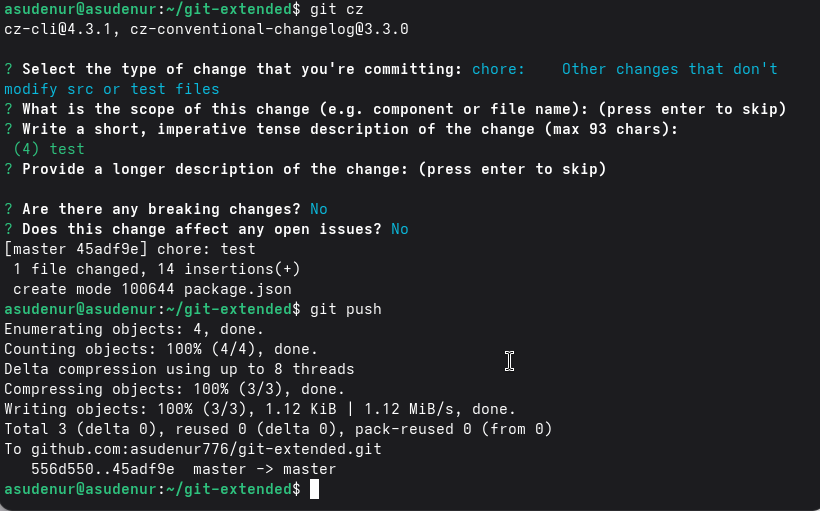 asudenur@asudenur:~/git-extended$ git cz
cz-cli@4.3.1, cz-conventional-changelog@3.3.0
? Select the type of change that you're committing: chore:    Other changes that don't
modify src or test files
? What is the scope of this change (e.g. component or file name): (press enter to skip)
? Write a short, imperative tense description of the change (max 93 chars):
 (4) test
? Provide a longer description of the change: (press enter to skip)
? Are there any breaking changes? No
? Does this change affect any open issues? No
[master 45adf9e] chore: test
 1 file changed, 14 insertions(+)
 create mode 100644 package.json
asudenur@asudenur:~/git-extended$ git push
Enumerating objects: 4, done.
Counting objects: 100% (4/4), done.
Delta compression using up to 8 threads
Compressing objects: 100% (3/3), done.
Writing objects: 100% (3/3), 1.12 KiB | 1.12 MiB/s, done.
Total 3 (delta 0), reused 0 (delta 0), pack-reused 0 (from 0)
To github.com:asudenur776/git-extended.git
   556d550..45adf9e  master -> master
asudenur@asudenur:~/git-extended$